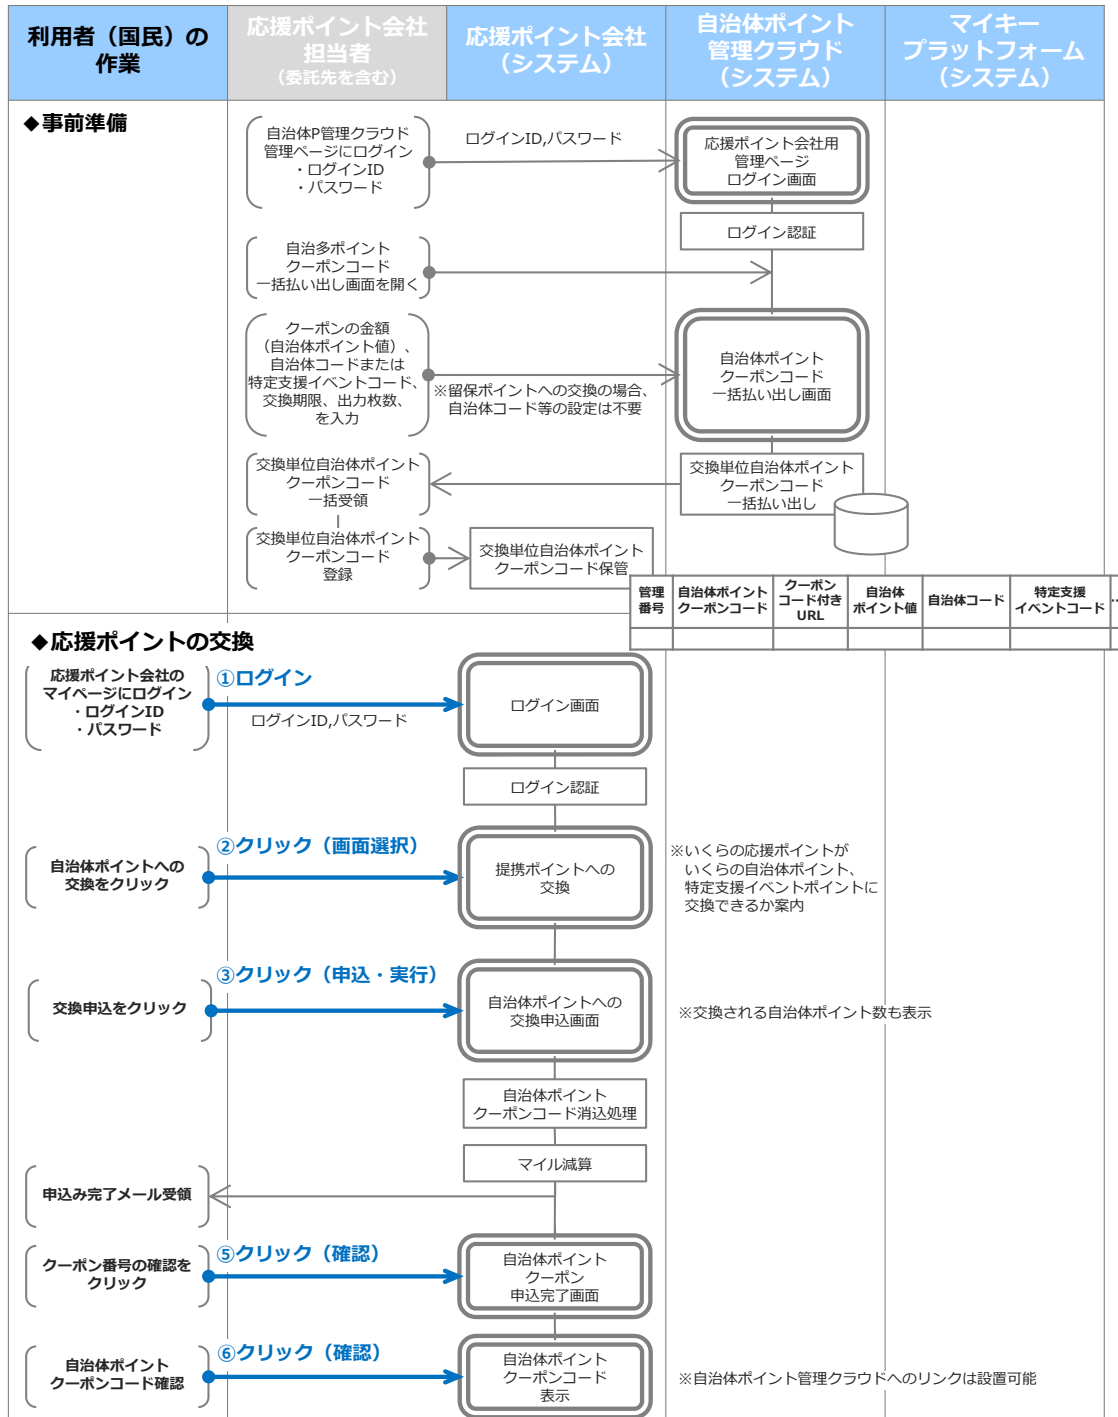 利用者（国民）の
作業
応援ポイント会社
担当者
（委託先を含む）
応援ポイント会社
（システム）
自治体ポイント
管理クラウド
（システム）
マイキー
プラットフォーム
（システム）
◆事前準備
自治体P管理クラウド
管理ページにログイン
・ログインID
・パスワード
ログインID,パスワード
応援ポイント会社用
管理ページ
ログイン画面
ログイン認証
自治多ポイント
クーポンコード
一括払い出し画面を開く
クーポンの金額
（自治体ポイント値）、
自治体コードまたは
特定支援イベントコード、
交換期限、出力枚数、
を入力
※留保ポイントへの交換の場合、
自治体コード等の設定は不要
自治体ポイント
クーポンコード
一括払い出し画面
交換単位自治体ポイント
クーポンコード
一括受領
交換単位自治体ポイント
クーポンコード
一括払い出し
交換単位自治体ポイント
クーポンコード
登録
交換単位自治体ポイント
クーポンコード保管
管理
番号
自治体ポイント
クーポンコード
クーポン
コード付き
URL
自治体
ポイント値
自治体コード
特定支援
イベントコード
…
◆応援ポイントの交換
応援ポイント会社の
マイページにログイン
・ログインID
・パスワード
①ログイン
ログインID,パスワード
ログイン画面
ログイン認証
自治体ポイントへの
交換をクリック
②クリック（画面選択）
提携ポイントへの
交換
※いくらの応援ポイントが
いくらの自治体ポイント、
特定支援イベントポイントに
交換できるか案内
交換申込をクリック
③クリック（申込・実行）
自治体ポイントへの
交換申込画面
※交換される自治体ポイント数も表示
自治体ポイント
クーポンコード消込処理
マイル減算
申込み完了メール受領
クーポン番号の確認を
クリック
⑤クリック（確認）
自治体ポイント
クーポン
申込完了画面
自治体ポイント
クーポンコード確認
⑥クリック（確認）
自治体ポイント
クーポンコード
表示
※自治体ポイント管理クラウドへのリンクは設置可能